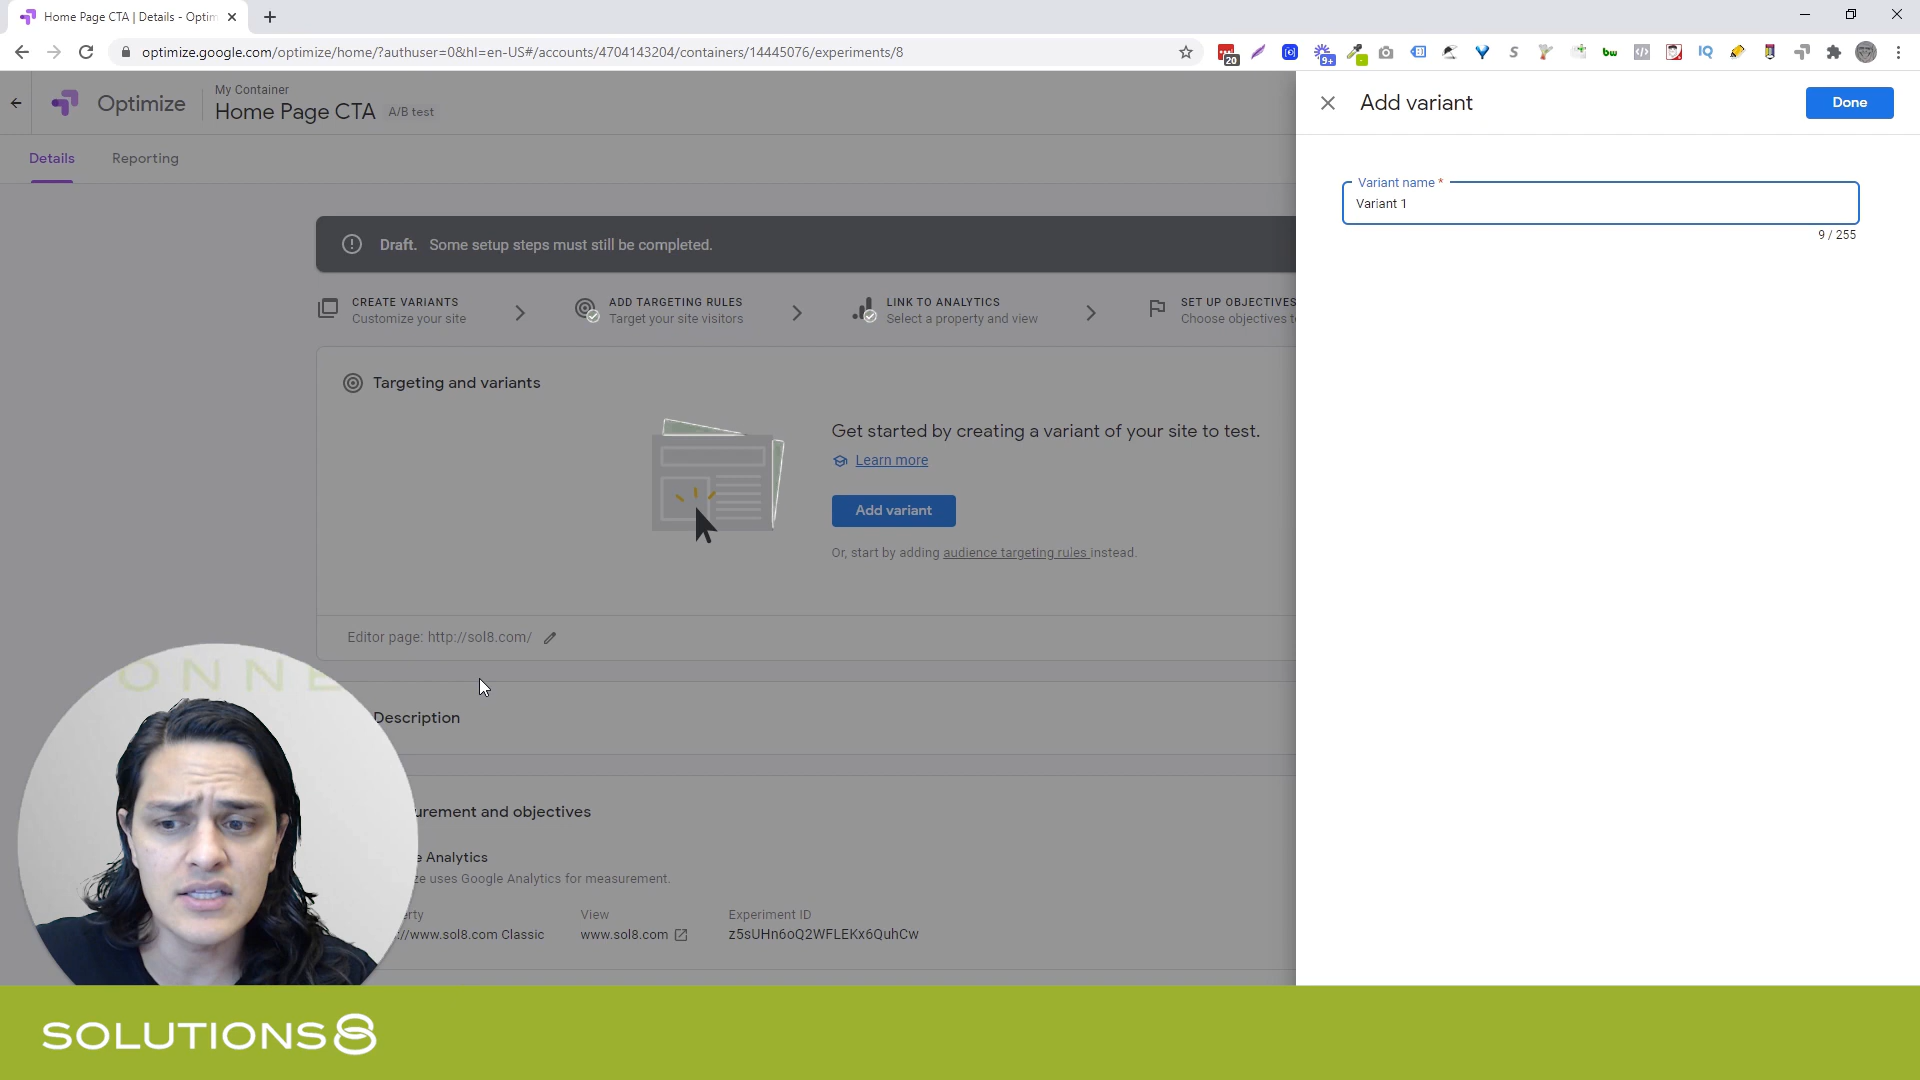 Home Page CTA | Details - Optim
optimize.google.com/optimize/home/?authuser=0&hl=en-US#/accounts/4704143204/containers/14445076/experiments/8
20
9+
Optimize
My Container
Home Page CTA
A/B test
Add variant
Done
Details
Reporting
Variant name *
Variant 1
9 / 255
Draft. Some setup steps must still be completed.
CREATE VARIANTS
Customize your site
ADD TARGETING RULES
Target your site visitors
LINK TO ANALYTICS
Select a property and view
SET UP OBJECTIVES
Choose objectives t
Targeting and variants
Get started by creating a variant of your site to test.
Learn more
Add variant
Or, start by adding audience targeting rules instead.
Editor page: http://sol8.com/
ONNE
Description
urement and objectives
e Analytics
ze uses Google Analytics for measurement.
erty
://www.sol8.com Classic
View
www.sol8.com
Experiment ID
z5sUHn6oQ2WFLEKx6QuhCw
SOLUTIONS8